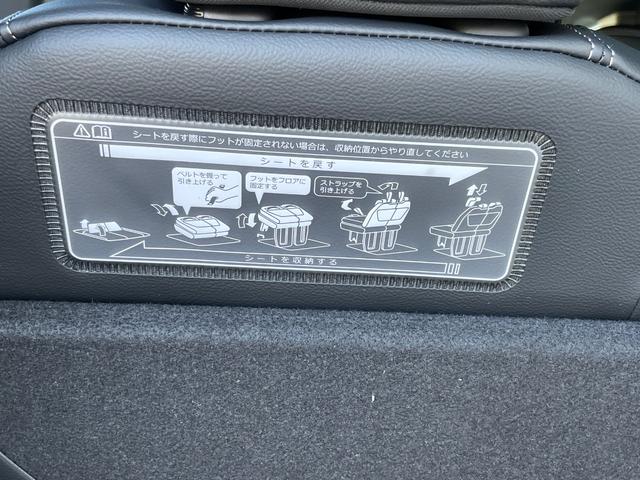 シートを戻す際にフットが固定されない場合は、収納位置からやり直してください
シートを戻す
ベルトを握って
引き上げる
フットをフロアに
固定する
ストラップを
引き上げる
シートを収納する